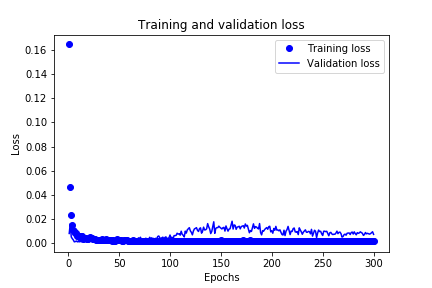 Training and validation loss
Training loss
Validation loss
Loss
0.16
0.14
0.12
0.10
0.08
0.06
0.04
0.02
0.00
0 50 100 150 200 250 300
Epochs